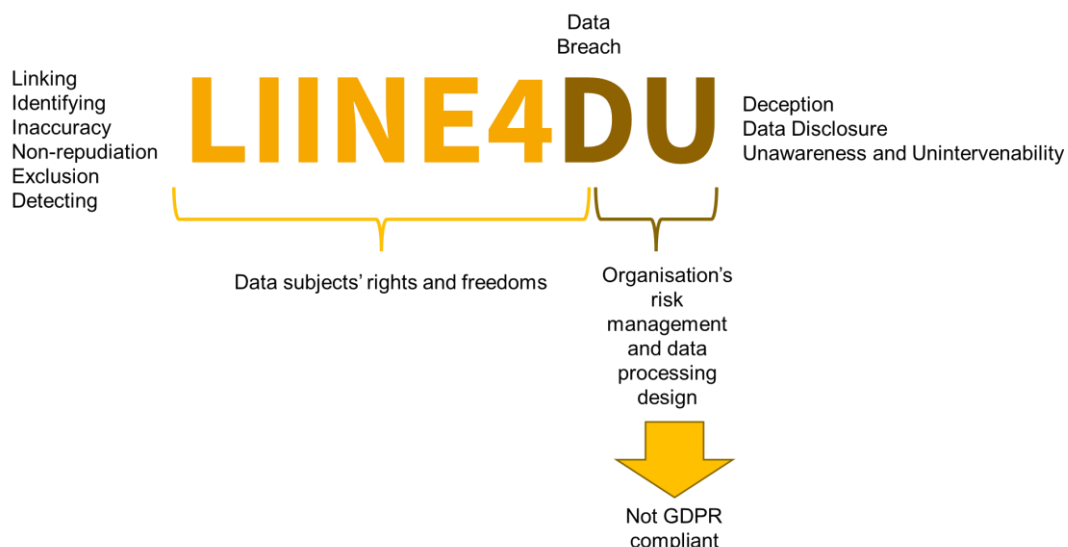 Data
Breach
Linking
Identifying
Inaccuracy
Non-repudiation
Exclusion
Detecting
LIINE4DU
Deception
Data Disclosure
Unawareness and Unintervenability
Data subjects' rights and freedoms
Organisation's
risk
management
and data
processing
design
Not GDPR
compliant